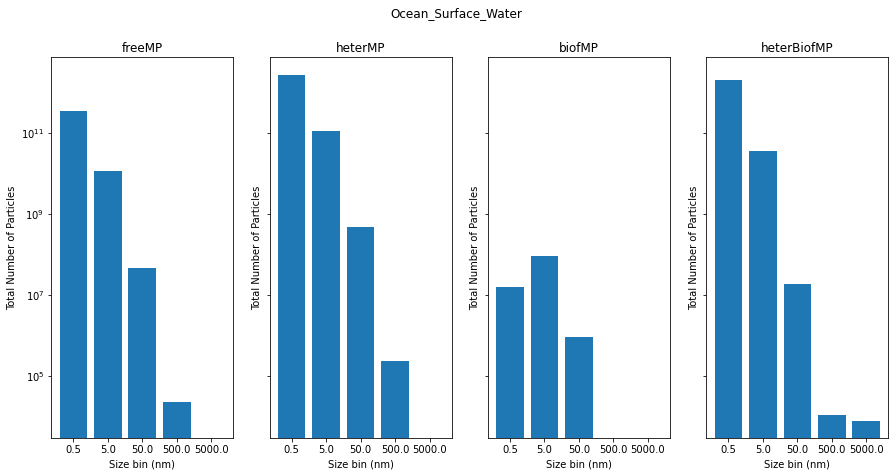 Ocean_Surface_Water
freeMP
heterMP
biofMP
heterBiofMP
Total Number of Particles
10^11
10^9
10^7
10^5
0.5 5.0 50.0 500.0 5000.0
Size bin (nm)
Total Number of Particles
0.5 5.0 50.0 500.0 5000.0
Size bin (nm)
Total Number of Particles
0.5 5.0 50.0 500.0 5000.0
Size bin (nm)
Total Number of Particles
0.5 5.0 50.0 500.0 5000.0
Size bin (nm)